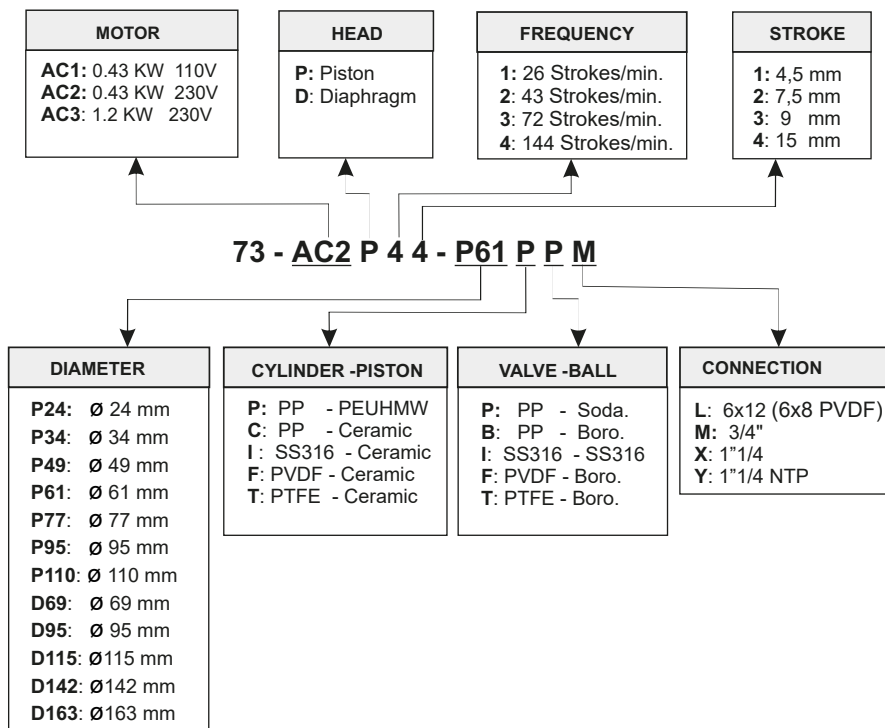 MOTOR
AC1: 0.43 KW 110V
AC2: 0.43 KW 230V
AC3: 1.2 KW 230V
HEAD
P: Piston
D: Diaphragm
FREQUENCY
1: 26 Strokes/min.
2: 43 Strokes/min.
3: 72 Strokes/min.
4: 144 Strokes/min.
STROKE
1: 4,5 mm
2: 7,5 mm
3: 9 mm
4: 15 mm
73 - AC2 P 4 4 - P61 P P M
DIAMETER
P24: Ø 24 mm
P34: Ø 34 mm
P49: Ø 49 mm
P61: Ø 61 mm
P77: Ø 77 mm
P95: Ø 95 mm
P110: Ø 110 mm
D69: Ø 69 mm
D95: Ø 95 mm
D115: Ø115 mm
D142: Ø142 mm
D163: Ø163 mm
CYLINDER -PISTON
P: PP - PEUHMW
C: PP - Ceramic
I: SS316 - Ceramic
F: PVDF - Ceramic
T: PTFE - Ceramic
VALVE -BALL
P: PP - Soda.
B: PP - Boro.
I: SS316 - SS316
F: PVDF - Boro.
T: PTFE - Boro.
CONNECTION
L: 6x12 (6x8 PVDF)
M: 3/4"
X: 1"1/4
Y: 1"1/4 NTP